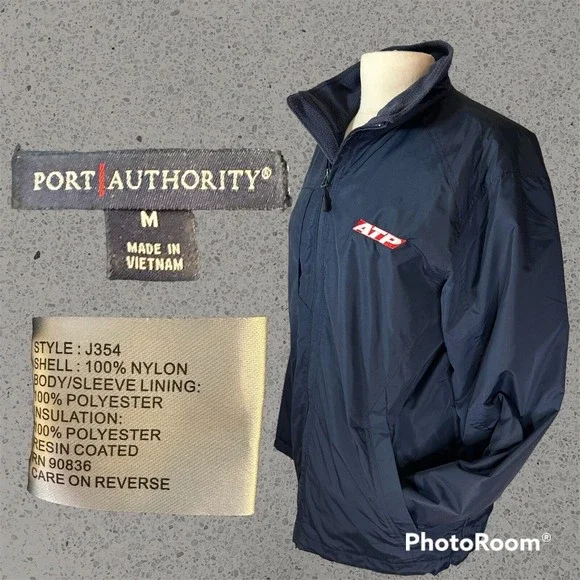 PORT AUTHORITY®
M
MADE IN
VIETNAM
STYLE : J354
SHELL : 100% NYLON
BODY/SLEEVE LINING:
100% POLYESTER
INSULATION:
100% POLYESTER
RESIN COATED
RN 90836
CARE ON REVERSE
ATP
PhotoRoom®